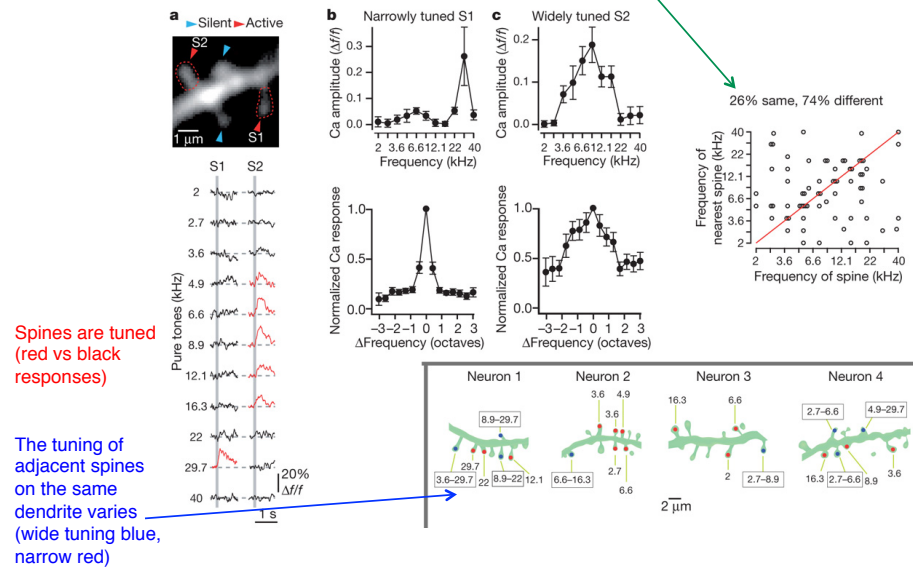 a
Silent Active
S2
1 μm
S1
S1 S2
Pure tones (kHz)
2
2.7
3.6
4.9
6.6
8.9
12.1
16.3
22
29.7
40
20%
Δf/f
1 s
b Narrowly tuned S1
Ca amplitude (Δf/f)
0.3
0.2
0.1
0.0
2 3.6 6.6 12.1 22 40
Frequency (kHz)
Normalized Ca response
1.0
0.5
0.0
−3 −2 −1 0 1 2 3
ΔFrequency (octaves)
c Widely tuned S2
Ca amplitude (Δf/f)
0.2
0.1
0.0
2 3.6 6.6 12.1 22 40
Frequency (kHz)
Normalized Ca response
1.0
0.5
0.0
−3 −2 −1 0 1 2 3
ΔFrequency (octaves)
26% same, 74% different
Frequency of
nearest spine (kHz)
40
22
12.1
6.6
3.6
2
2 3.6 6.6 12.1 22 40
Frequency of spine (kHz)
Spines are tuned
(red vs black
responses)
The tuning of
adjacent spines
on the same
dendrite varies
(wide tuning blue,
narrow red)
Neuron 1
8.9–29.7
3.6–29.7
29.7
22
8.9–22
12.1
Neuron 2
3.6
4.9
3.6
6.6–16.3
2.7
6.6
Neuron 3
16.3
6.6
2
2.7–8.9
Neuron 4
2.7–6.6
4.9–29.7
16.3
2.7–6.6
8.9
3.6
2 μm